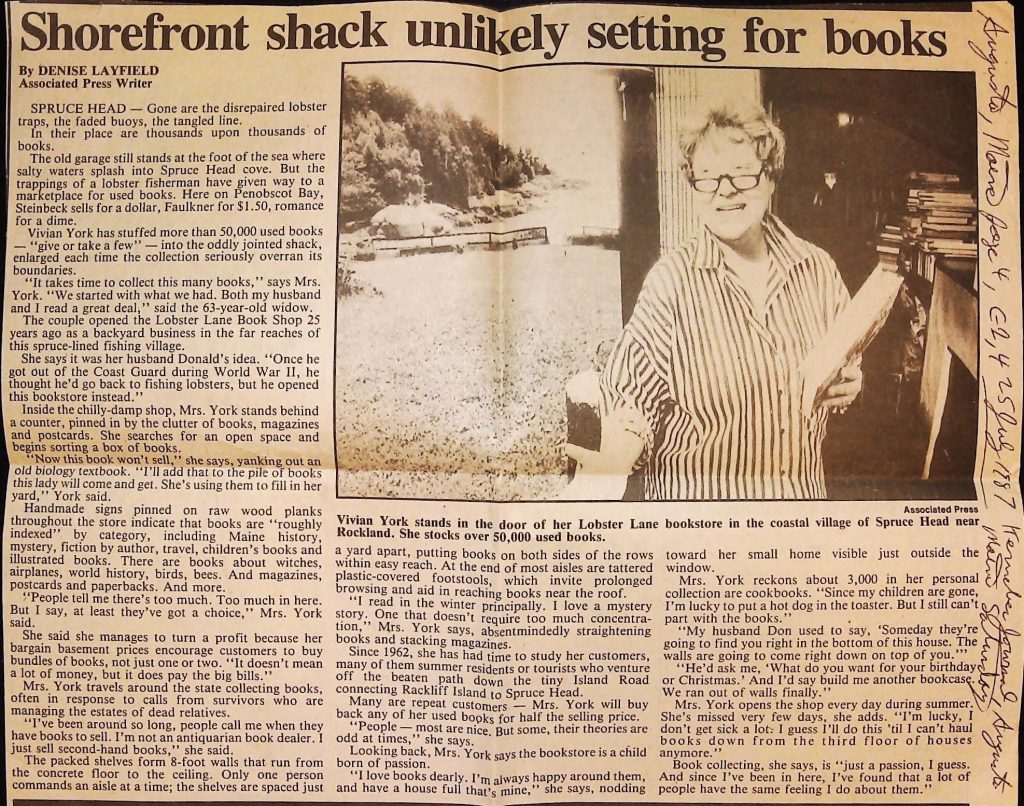 Shorefront shack unlikely setting for books
By DENISE LAYFIELD
Associated Press Writer
SPRUCE HEAD — Gone are the disrepaired lobster
traps, the faded buoys, the tangled line.
In their place are thousands upon thousands of
books.
The old garage still stands at the foot of the sea where
salty waters splash into Spruce Head cove. But the
trappings of a lobster fisherman have given way to a
marketplace for used books. Here on Penobscot Bay,
Steinbeck sells for a dollar, Faulkner for $1.50, romance
for a dime.
Vivian York has stuffed more than 50,000 used books
— “give or take a few” — into the oddly jointed shack,
enlarged each time the collection seriously overran its
boundaries.
“It takes time to collect this many books,” says Mrs.
York. “We started with what we had. Both my husband
and I read a great deal,” said the 63-year-old widow.
The couple opened the Lobster Lane Book Shop 25
years ago as a backyard business in the far reaches of
this spruce-lined fishing village.
She says it was her husband Donald’s idea. “Once he
got out of the Coast Guard during World War II, he
thought he’d go back to fishing lobsters, but he opened
this bookstore instead.”
Inside the chilly-damp shop, Mrs. York stands behind
a counter, pinned in by the clutter of books, magazines
and postcards. She searches for an open space and
begins sorting a box of books.
“Now this book won’t sell,” she says, yanking out an
old biology textbook. “I’ll add that to the pile of books
this lady will come and get. She’s using them to fill in her
yard,” York said.
Handmade signs pinned on raw wood planks
throughout the store indicate that books are “roughly
indexed” by category, including Maine history,
mystery, fiction by author, travel, children’s books and
illustrated books. There are books about witches,
airplanes, world history, birds, bees. And magazines,
postcards and paperbacks. And more.
“People tell me there’s too much. Too much in here.
But I say, at least they’ve got a choice,” Mrs. York
said.
She said she manages to turn a profit because her
bargain basement prices encourage customers to buy
bundles of books, not just one or two. “It doesn’t mean
a lot of money, but it does pay the big bills.”
Mrs. York travels around the state collecting books,
often in response to calls from survivors who are
managing the estates of dead relatives.
“I’ve been around so long, people call me when they
have books to sell. I’m not an antiquarian book dealer. I
just sell second-hand books,” she said.
The packed shelves form 8-foot walls that run from
the concrete floor to the ceiling. Only one person
commands an aisle at a time; the shelves are spaced just
Associated Press
Vivian York stands in the door of her Lobster Lane bookstore in the coastal village of Spruce Head near
Rockland. She stocks over 50,000 used books.
a yard apart, putting books on both sides of the rows
within easy reach. At the end of most aisles are tattered
plastic-covered footstools, which invite prolonged
browsing and aid in reaching books near the roof.
“I read in the winter principally. I love a mystery
story. One that doesn’t require too much concentra-
tion,” Mrs. York says, absentmindedly straightening
books and stacking magazines.
Since 1962, she has had time to study her customers,
many of them summer residents or tourists who venture
off the beaten path down the tiny Island Road
connecting Rackliff Island to Spruce Head.
Many are repeat customers — Mrs. York will buy
back any of her used books for half the selling price.
“People — most are nice. But some, their theories are
odd at times,” she says.
Looking back, Mrs. York says the bookstore is a child
born of passion.
“I love books dearly. I’m always happy around them,
and have a house full that’s mine,” she says, nodding
toward her small home visible just outside the
window.
Mrs. York reckons about 3,000 in her personal
collection are cookbooks. “Since my children are gone,
I’m lucky to put a hot dog in the toaster. But I still can’t
part with the books.”
“My husband Don used to say, ‘Someday they’re
going to find you right in the bottom of this house. The
walls are going to come right down on top of you.’”
“He’d ask me, ‘What do you want for your birthday
or Christmas.’ And I’d say build me another bookcase.
We ran out of walls finally.”
Mrs. York opens the shop every day during summer.
She’s missed very few days, she adds. “I’m lucky, I
don’t get sick a lot; I guess I’ll do this ’til I can’t haul
books down from the third floor of houses
anymore.”
Book collecting, she says, is “just a passion, I guess.
And since I’ve been in here, I’ve found that a lot of
people have the same feeling I do about them.”
Augusta, Maine Page 4, 25 July 1987 Kennebec Journal
Saturday, Augusta